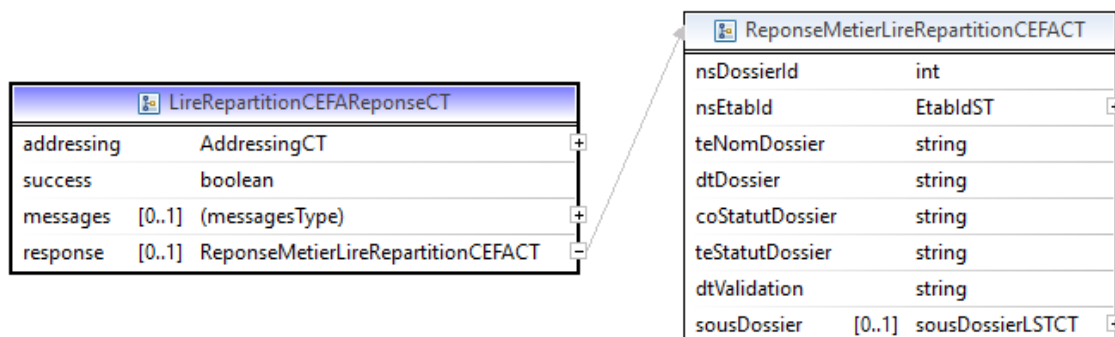 ReponseMetierLireRepartitionCEFACT
nsDossierId int
nsEtabId EtabIdST
teNomDossier string
dtDossier string
coStatutDossier string
teStatutDossier string
dtValidation string
sousDossier [0..1] sousDossierLSTCT
LireRepartitionCEFAReponseCT
addressing AddressingCT
success boolean
messages [0..1] (messagesType)
response [0..1] ReponseMetierLireRepartitionCEFACT